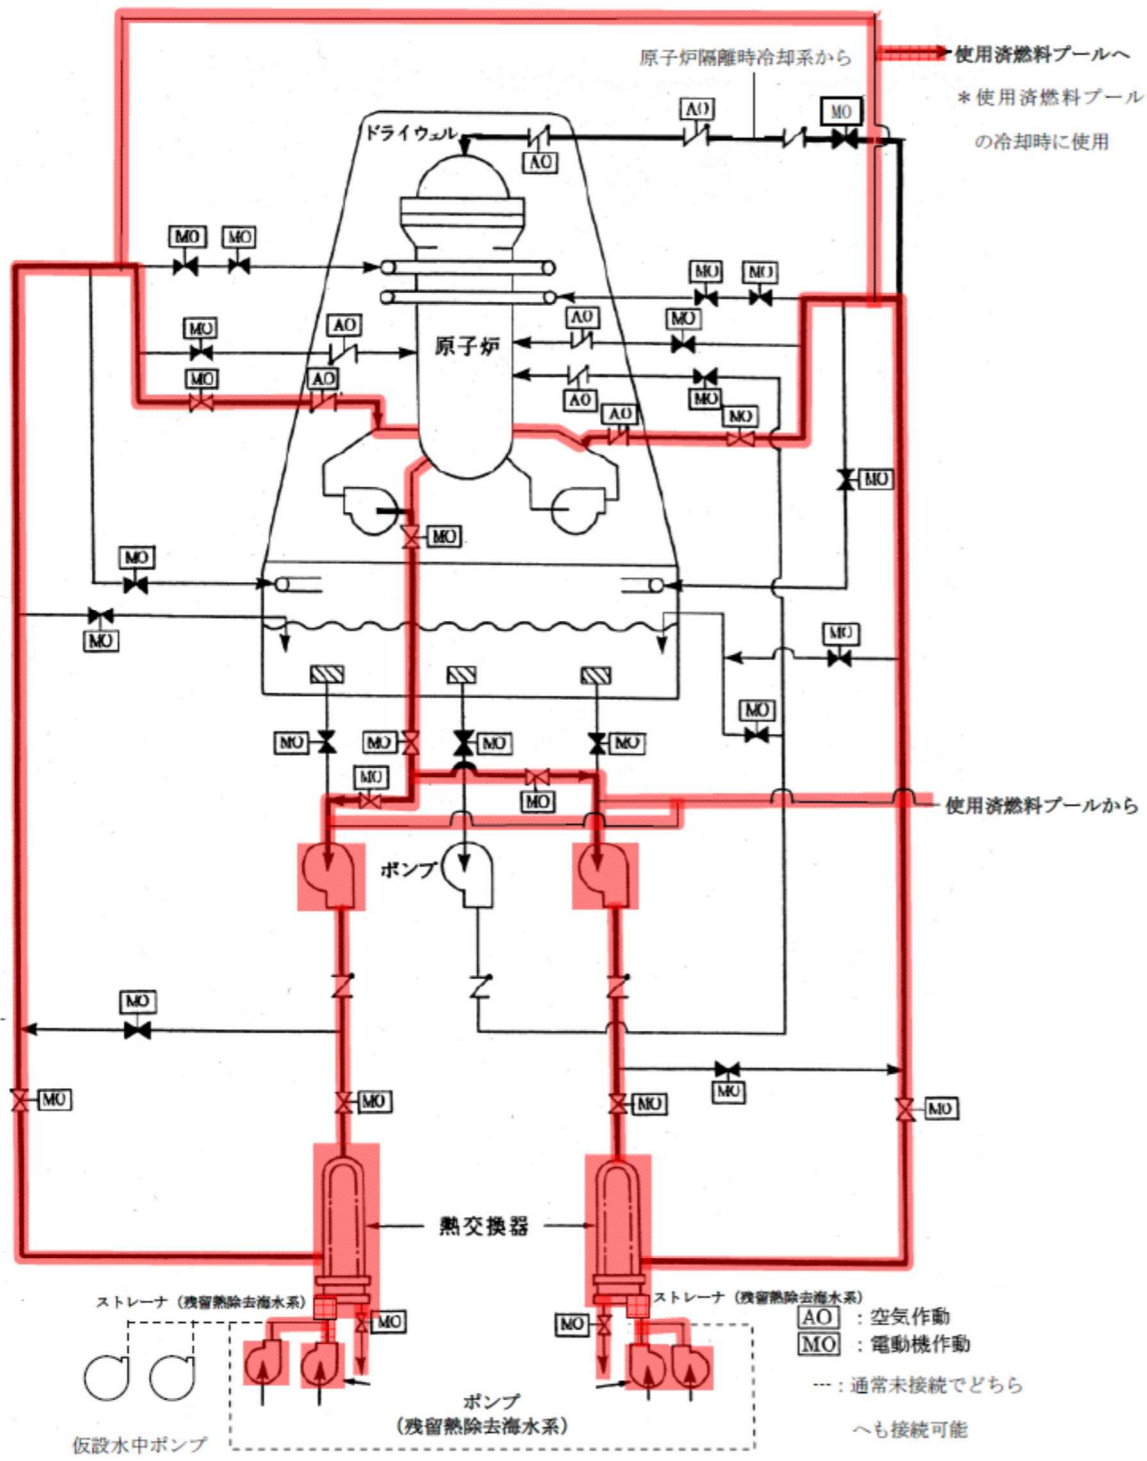 使用済燃料プールへ
原子炉隔離時冷却系から
＊使用済燃料プール
の冷却時に使用
AO
MO
ドライウェル
AO
MO
MO
MO
MO
MO
AO
AO
MO
原子炉
MO
AO
MO
AO
MO
AO
MO
MO
MO
MO
MO
MO
MO
MO
MO
MO
MO
MO
MO
MO
使用済燃料プールから
ポンプ
MO
MO
MO
MO
MO
MO
熱交換器
ストレーナ（残留熱除去海水系）
ストレーナ（残留熱除去海水系）
MO
MO
AO ：空気作動
MO ：電動機作動
---：通常未接続でどちら
へも接続可能
ポンプ
（残留熱除去海水系）
仮設水中ポンプ